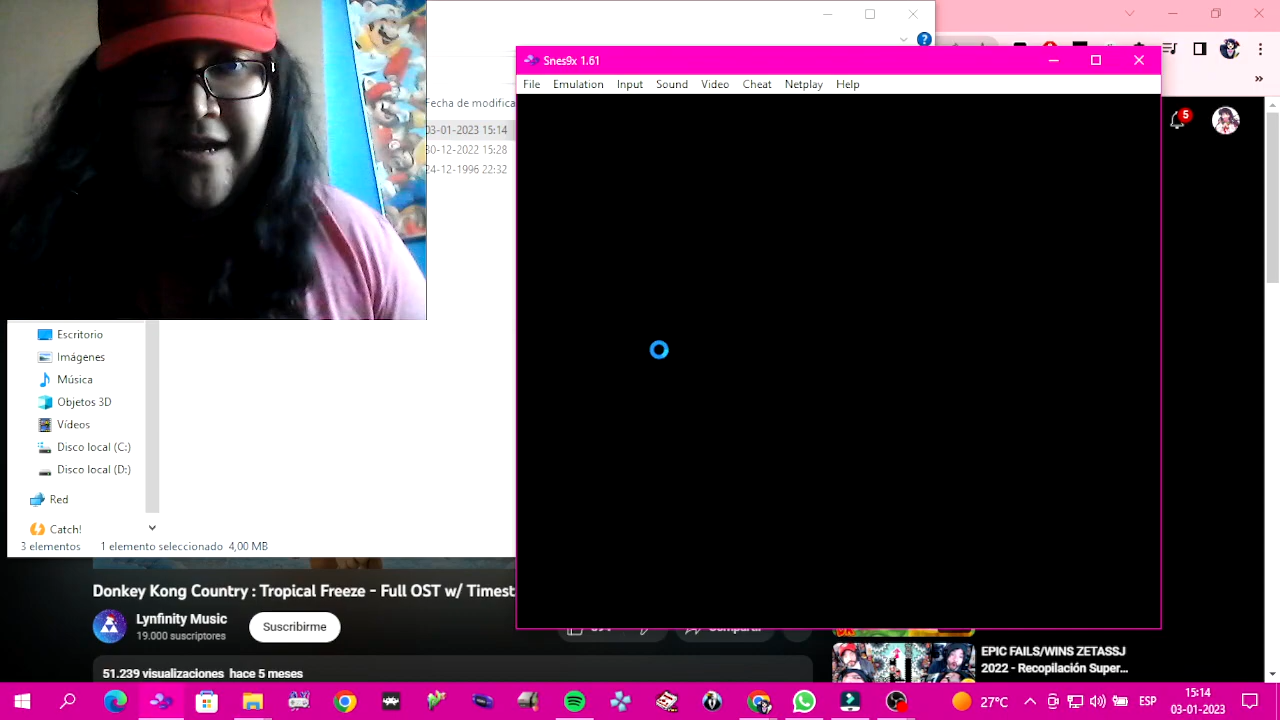 Fecha de modifica
03-01-2023 15:14
30-12-2022 15:28
24-12-1996 22:32
Snes9x 1.61
File Emulation Input Sound Video Cheat Netplay Help
5
Escritorio
Imágenes
Música
Objetos 3D
Vídeos
Disco local (C:)
Disco local (D:)
Red
Catch!
3 elementos 1 elemento seleccionado 4,00 MB
Donkey Kong Country : Tropical Freeze - Full OST w/ Timest
Lynfinity Music
19.000 suscriptores
Suscribirme
51.239 visualizaciones hace 5 meses
EPIC FAILS/WINS ZETASSJ
2022 - Recopilación Super...
27°C
ESP
15:14
03-01-2023